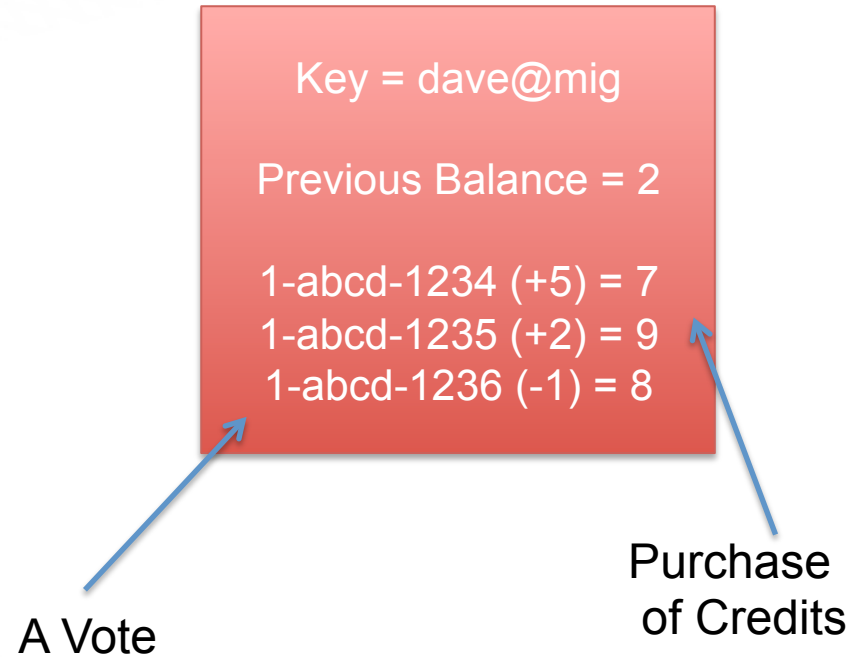 Key = dave@mig
Previous Balance = 2
1-abcd-1234 (+5) = 7
1-abcd-1235 (+2) = 9
1-abcd-1236 (-1) = 8
Purchase
of Credits
A Vote